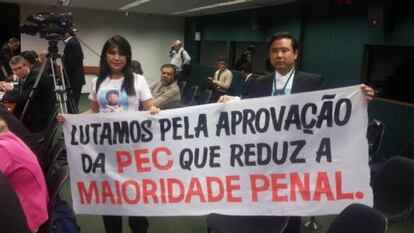 LUTAMOS PELA APROVAÇÃO
DA PEC QUE REDUZ A
MAIORIDADE PENAL.